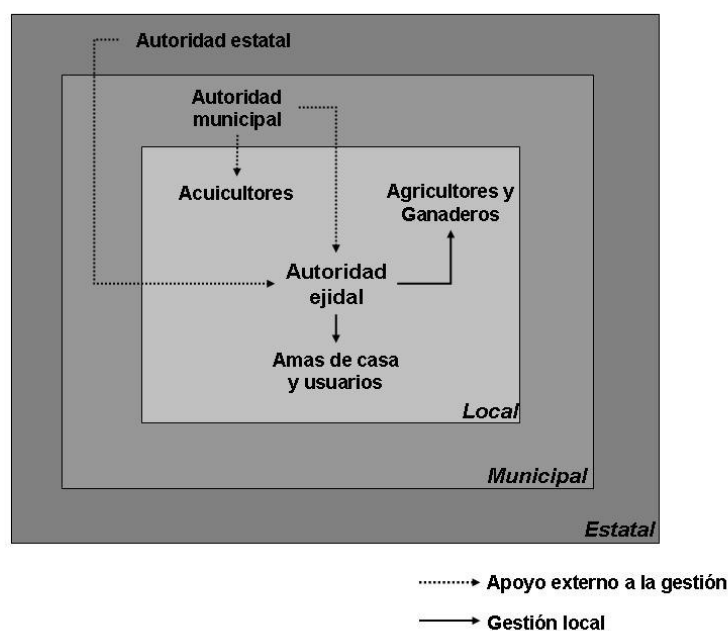 Autoridad estatal
Autoridad
municipal
Acuicultores
Agricultores y
Ganaderos
Autoridad
ejidal
Amas de casa
y usuarios
Local
Municipal
Estatal
Apoyo externo a la gestión
Gestión local